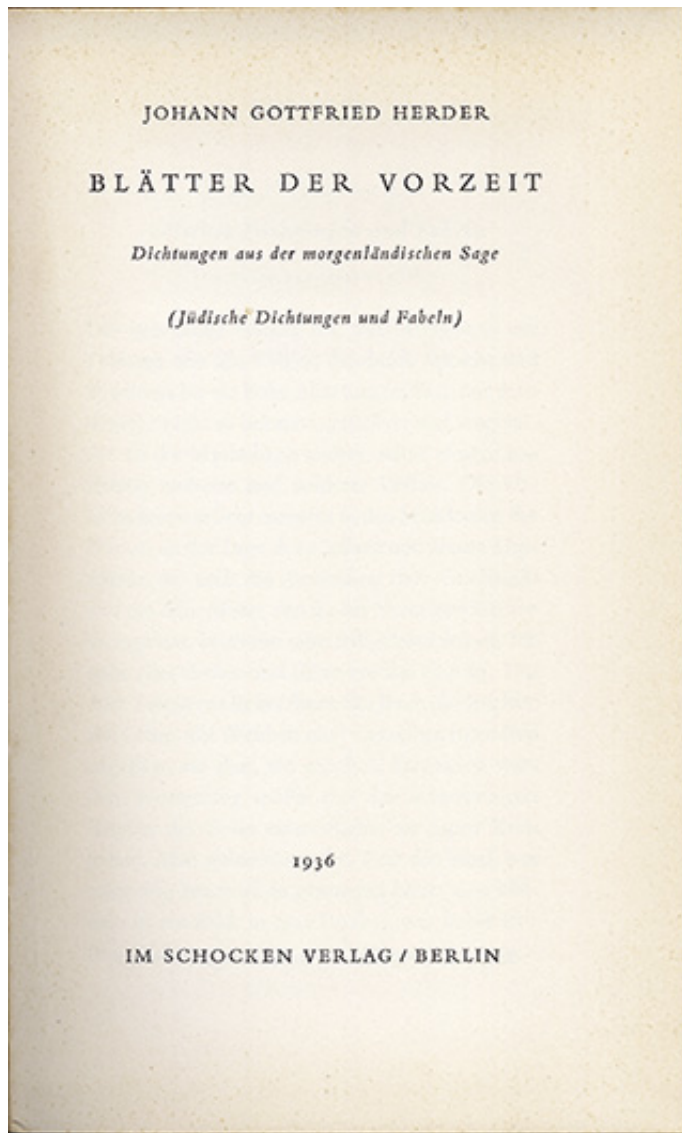 JOHANN GOTTFRIED HERDER
BLÄTTER DER VORZEIT
Dichtungen aus der morgenländischen Sage
(Jüdische Dichtungen und Fabeln)
1936
IM SCHOCKEN VERLAG / BERLIN